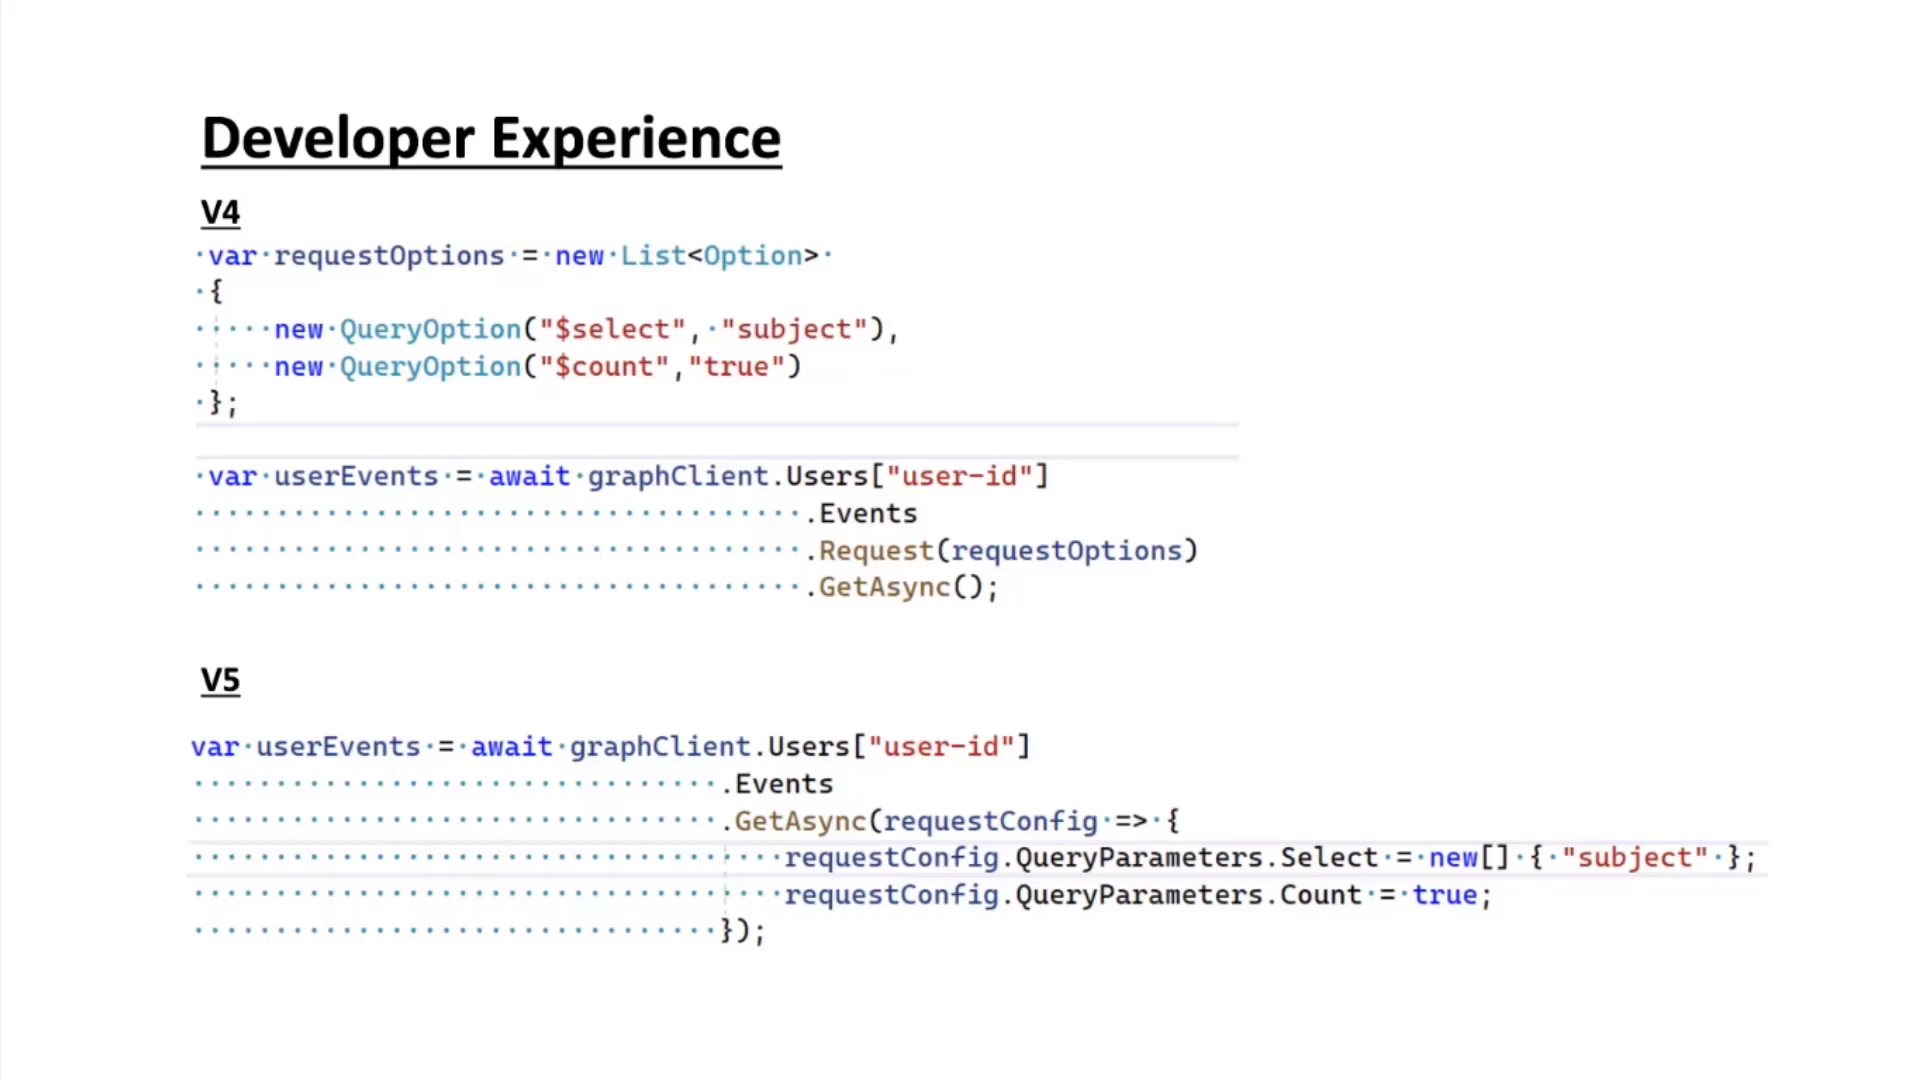 Developer Experience
V4
var requestOptions = new List<Option>
{
new QueryOption("$select", "subject"),
new QueryOption("$count","true")
};
var userEvents = await graphClient.Users["user-id"]
.Events
.Request(requestOptions)
.GetAsync();
V5
var userEvents = await graphClient.Users["user-id"]
.Events
.GetAsync(requestConfig => {
requestConfig.QueryParameters.Select = new[] { "subject" };
requestConfig.QueryParameters.Count = true;
});